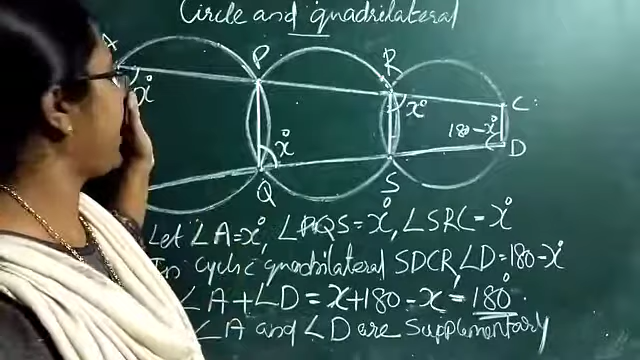 Circle and quadrilateral
A
P
R
x°
x°
C
180-x°
D
x°
Q
S
Let ∠A=x°, ∠PQS=x°, ∠SRC=x°
In cyclic quadrilateral SDCR, ∠D=180-x°
∠A+∠D = x+180-x = 180°
∠A and ∠D are Supplementary